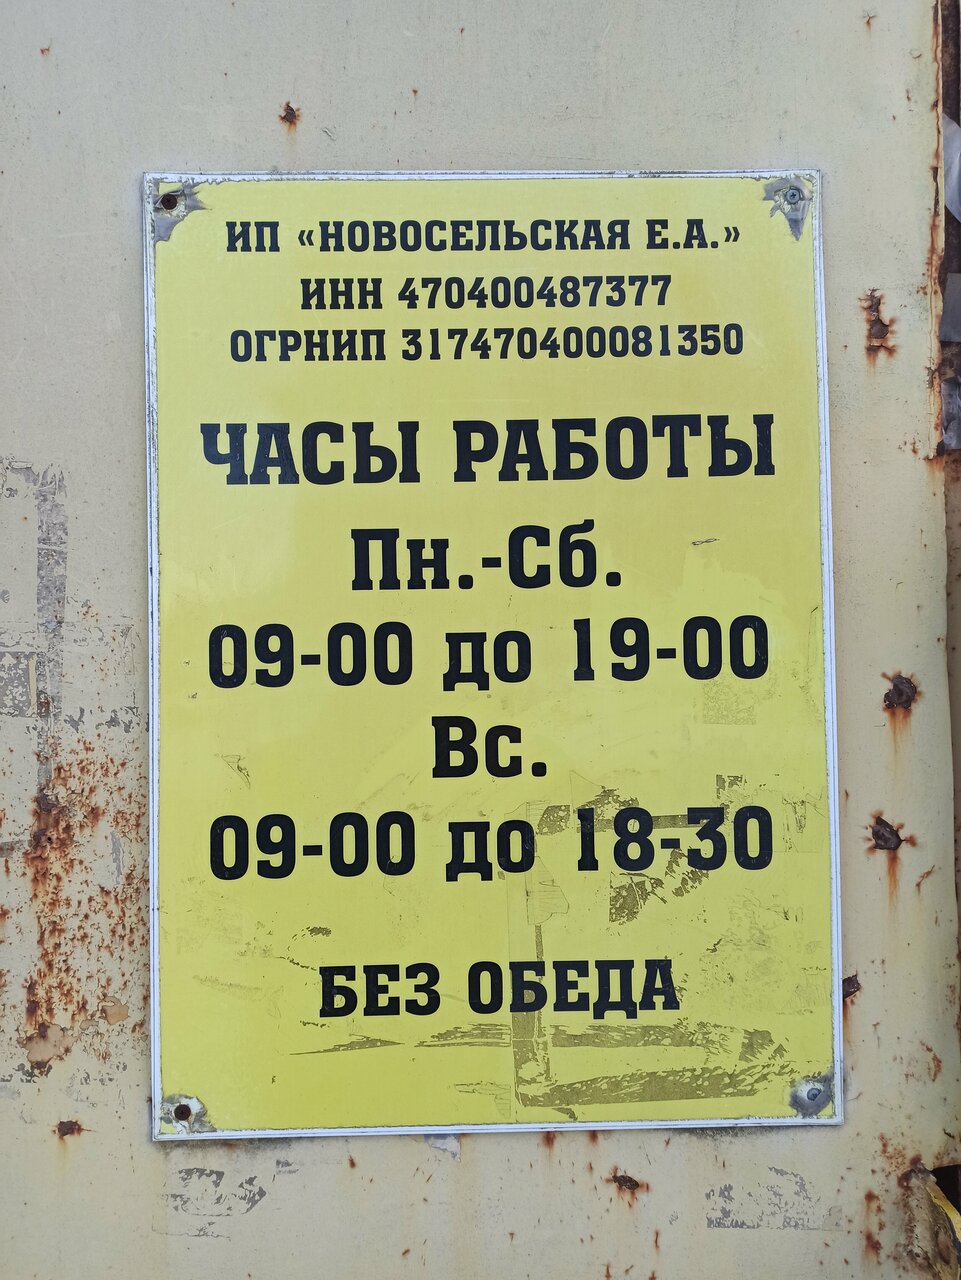 ИП «НОВОСЕЛЬСКАЯ Е.А.»
ИНН 470400487377
ОГРНИП 317470400081350
ЧАСЫ РАБОТЫ
Пн.-Сб.
09-00 до 19-00
Вс.
09-00 до 18-30
БЕЗ ОБЕДА